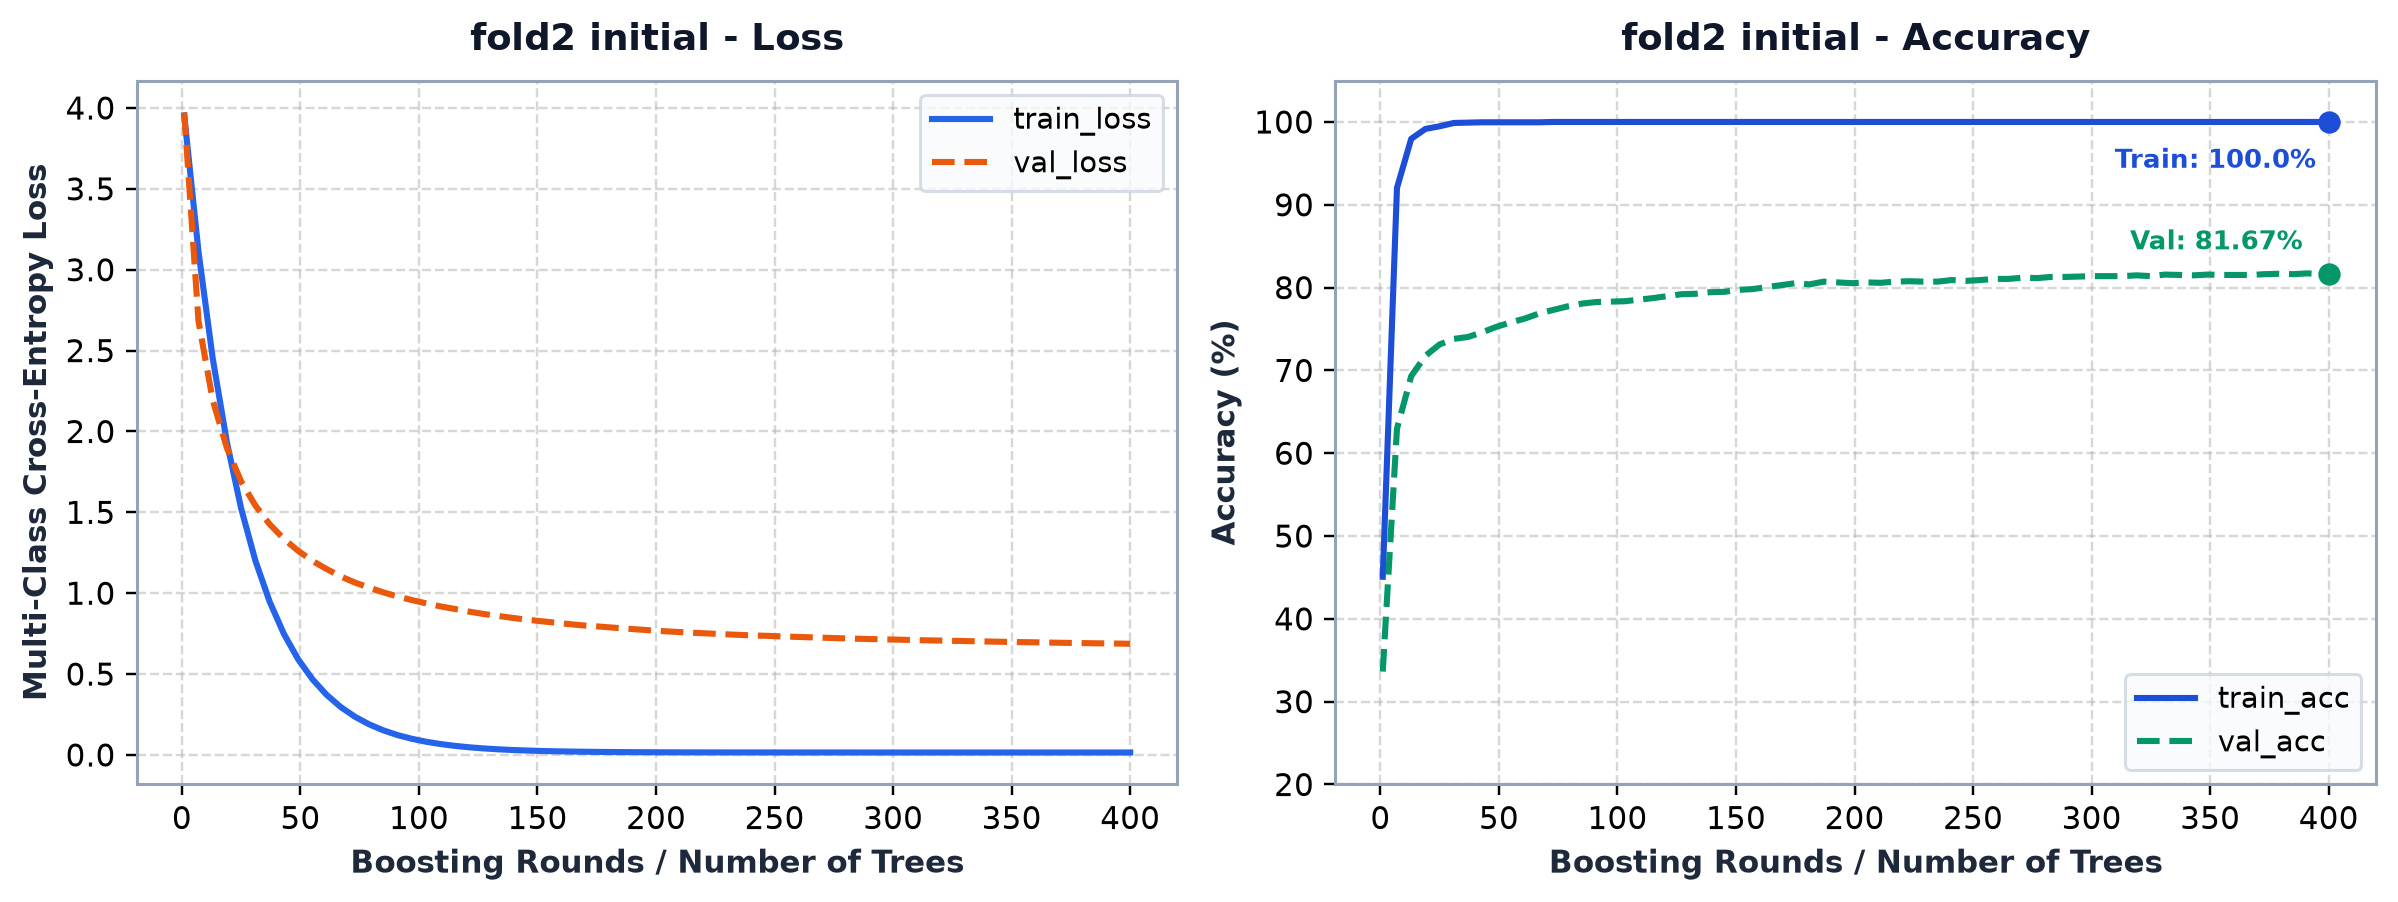 fold2 initial - Loss
Multi-Class Cross-Entropy Loss
4.0
3.5
3.0
2.5
2.0
1.5
1.0
0.5
0.0
train_loss
val_loss
0 50 100 150 200 250 300 350 400
Boosting Rounds / Number of Trees
fold2 initial - Accuracy
Accuracy (%)
100
90
80
70
60
50
40
30
20
Train: 100.0%
Val: 81.67%
train_acc
val_acc
0 50 100 150 200 250 300 350 400
Boosting Rounds / Number of Trees